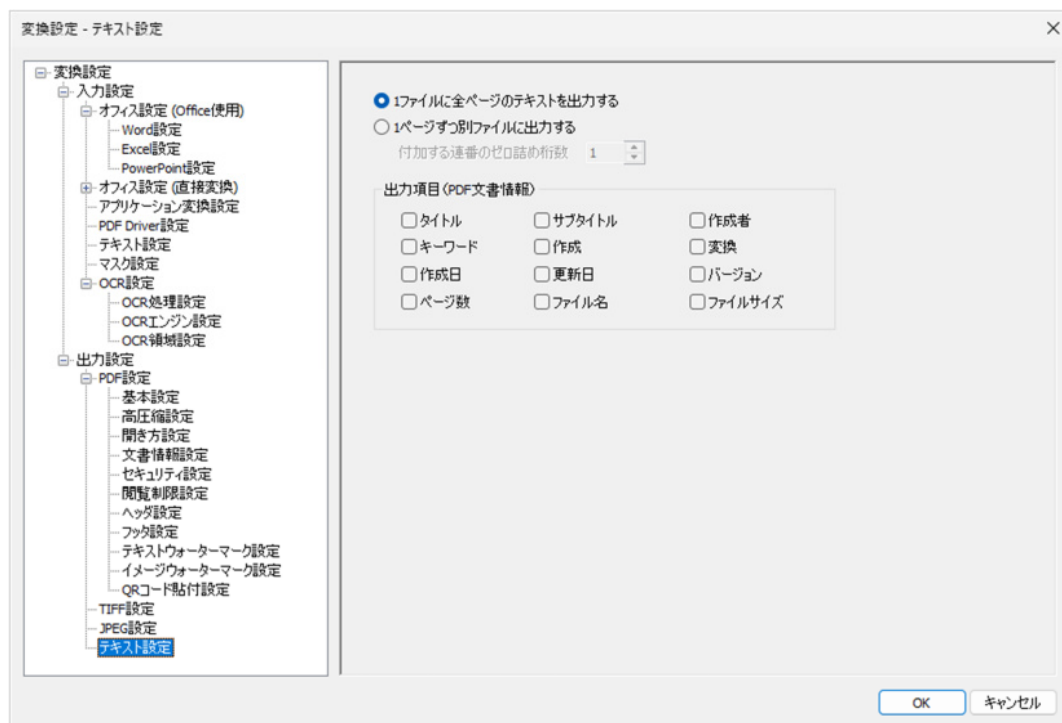 変換設定 - テキスト設定
変換設定
入力設定
オフィス設定 (Office使用)
Word設定
Excel設定
PowerPoint設定
オフィス設定 (直接変換)
アプリケーション変換設定
PDF Driver設定
テキスト設定
マスク設定
OCR設定
OCR処理設定
OCRエンジン設定
OCR領域設定
出力設定
PDF設定
基本設定
高圧縮設定
開き方設定
文書情報設定
セキュリティ設定
閲覧制限設定
ヘッダ設定
フッタ設定
テキストウォーターマーク設定
イメージウォーターマーク設定
QRコード貼付設定
TIFF設定
JPEG設定
テキスト設定
1ファイルに全ページのテキストを出力する
1ページずつ別ファイルに出力する
付加する連番のゼロ詰め桁数 1
出力項目(PDF文書情報)
タイトル サブタイトル 作成者
キーワード 作成 変換
作成日 更新日 バージョン
ページ数 ファイル名 ファイルサイズ
OK キャンセル